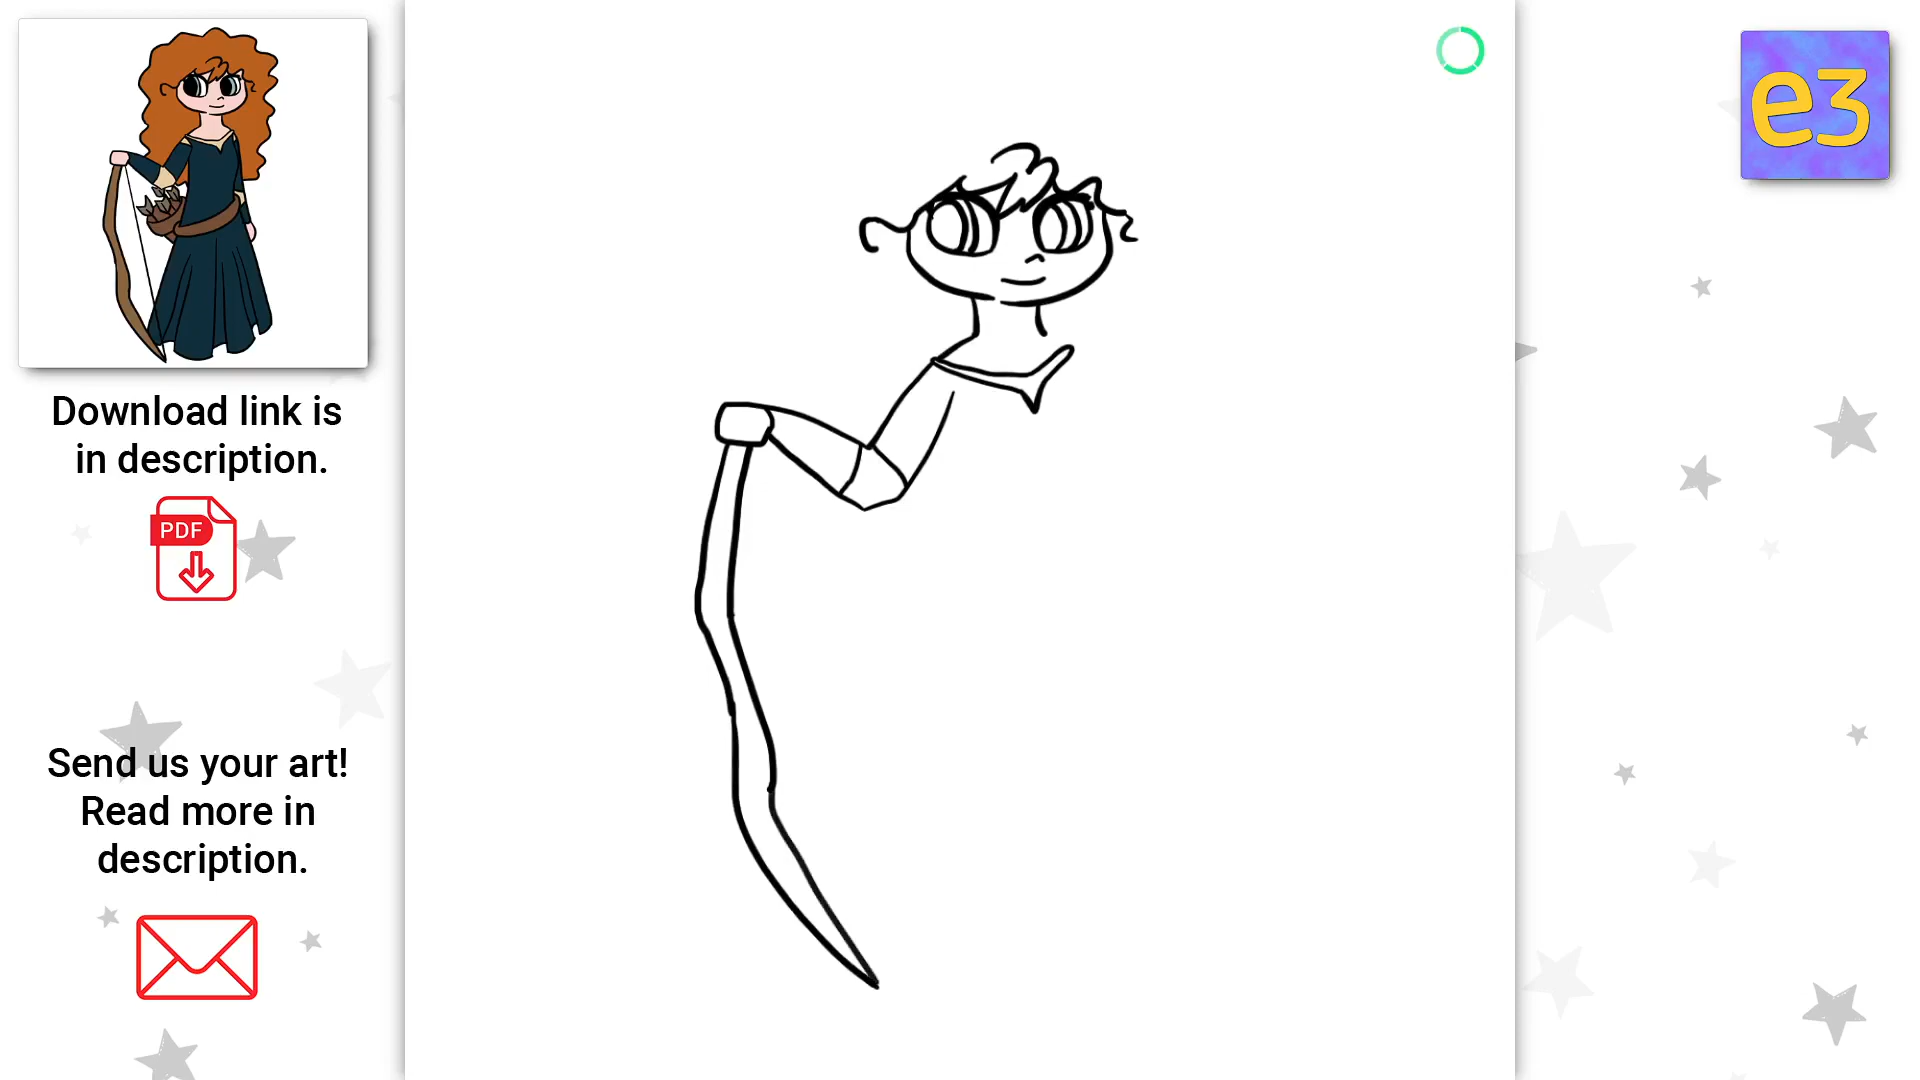 e3
Download link is
in description.
PDF
Send us your art!
Read more in
description.